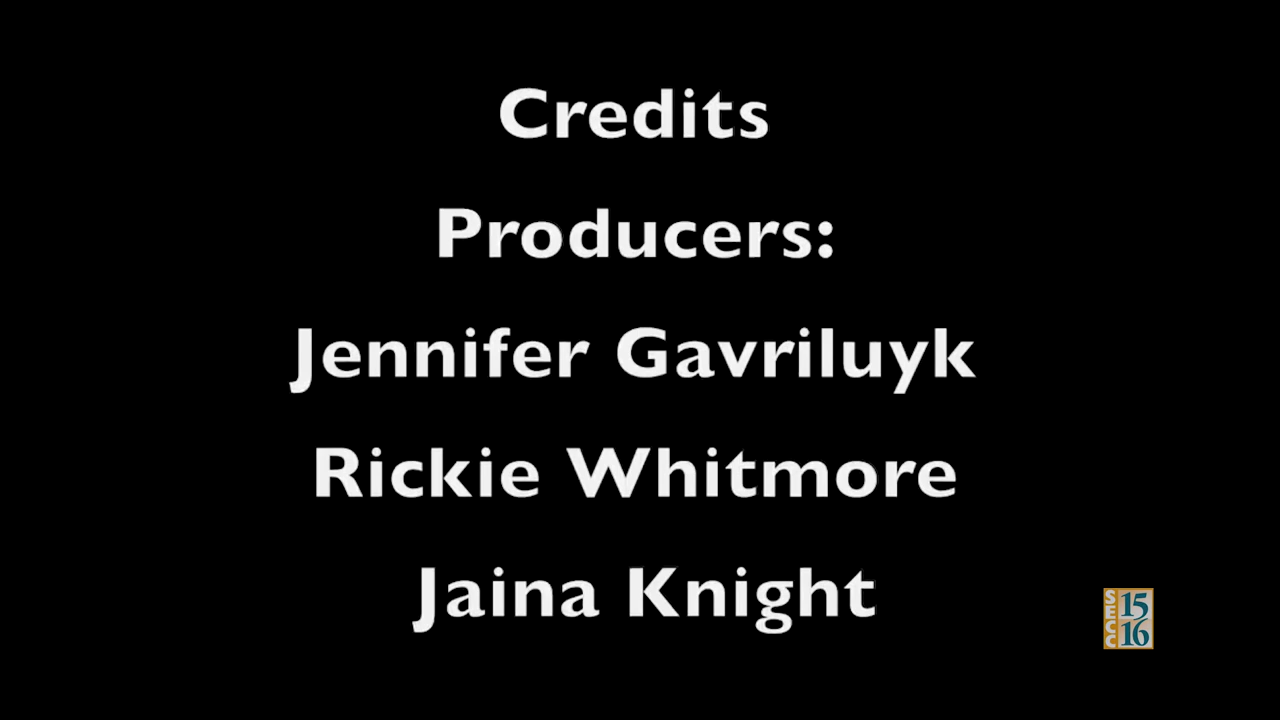 Credits
Producers:
Jennifer Gavriluyk
Rickie Whitmore
Jaina Knight
SECC
15
16